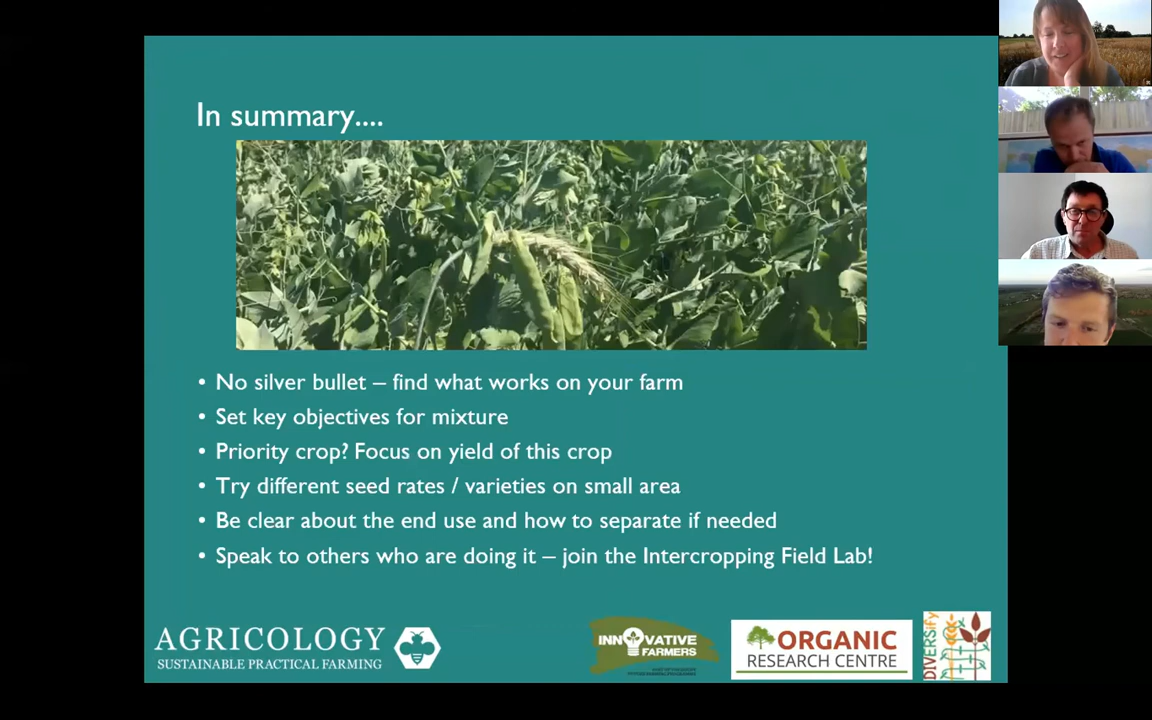 In summary....
• No silver bullet – find what works on your farm
• Set key objectives for mixture
• Priority crop? Focus on yield of this crop
• Try different seed rates / varieties on small area
• Be clear about the end use and how to separate if needed
• Speak to others who are doing it – join the Intercropping Field Lab!
AGRICOLOGY
SUSTAINABLE PRACTICAL FARMING
INNOVATIVE
FARMERS
ORGANIC
RESEARCH CENTRE
DIVERSify